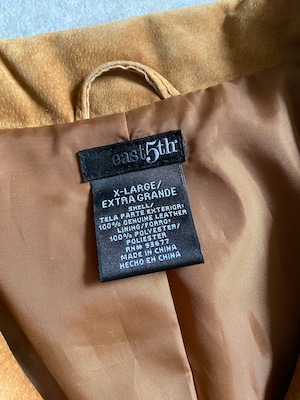 east5th
X-LARGE/
EXTRA GRANDE
SHELL/
TELA PARTE EXTERIOR:
100% GENUINE LEATHER
LINING/FORRO:
100% POLYESTER/
POLIESTER
RN# 93677
MADE IN CHINA
HECHO EN CHINA